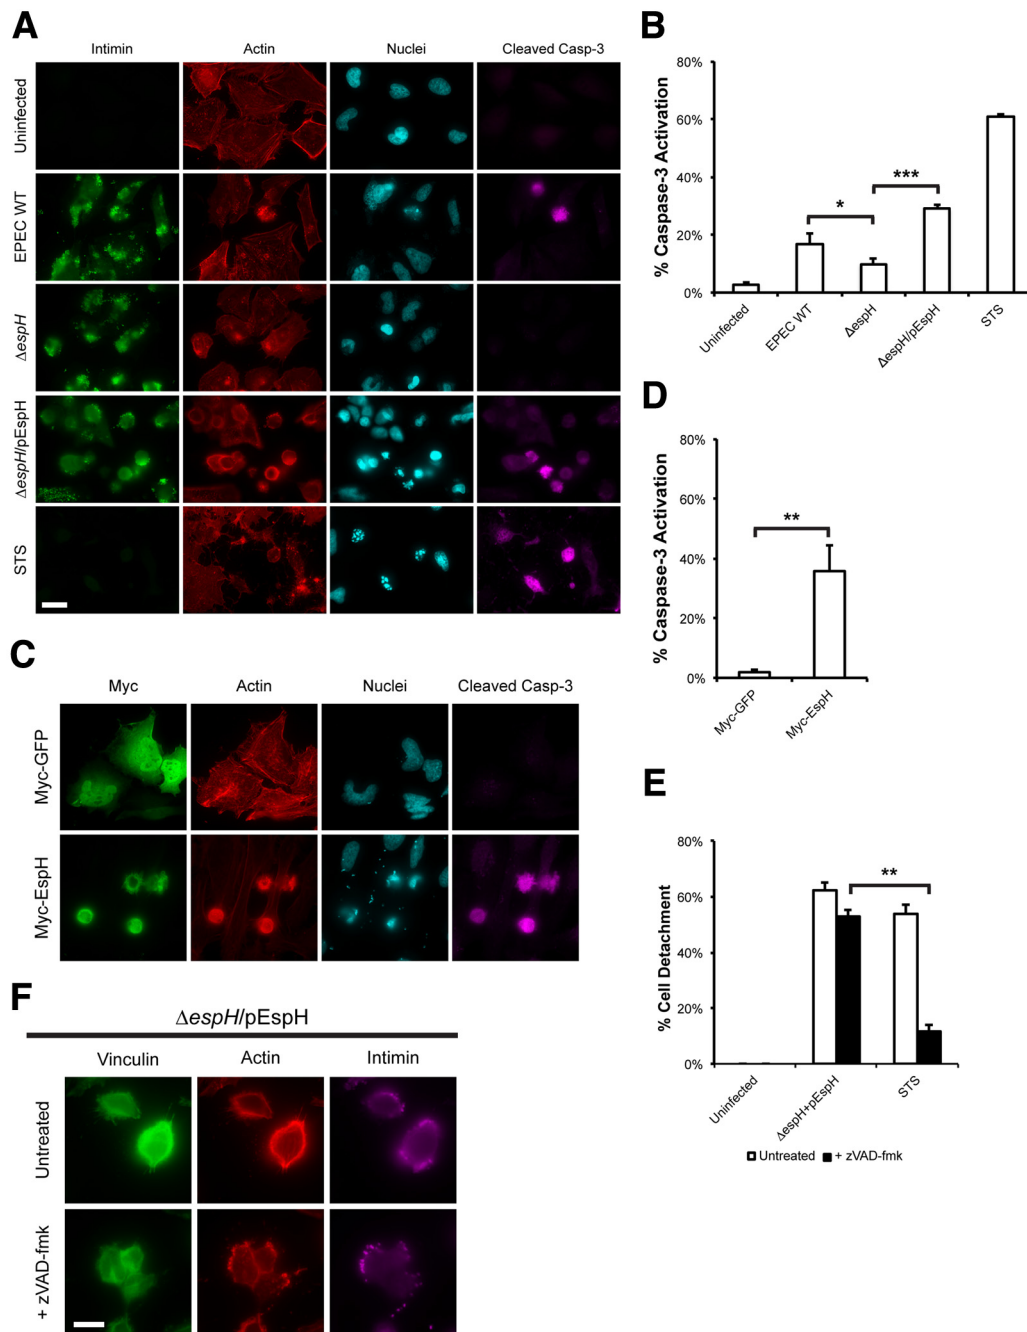 A
Intimin
Actin
Nuclei
Cleaved Casp-3
Uninfected
EPEC WT
ΔespH
ΔespH/pEspH
STS
B
% Caspase-3 Activation
80%
60%
40%
20%
0%
*
***
Uninfected
EPEC WT
ΔespH
ΔespH/pEspH
STS
C
Myc
Actin
Nuclei
Cleaved Casp-3
Myc-GFP
Myc-EspH
D
% Caspase-3 Activation
80%
60%
40%
20%
0%
**
Myc-GFP
Myc-EspH
E
% Cell Detachment
80%
60%
40%
20%
0%
**
Uninfected
ΔespH+pEspH
STS
Untreated
+ zVAD-fmk
F
ΔespH/pEspH
Vinculin
Actin
Intimin
Untreated
+ zVAD-fmk